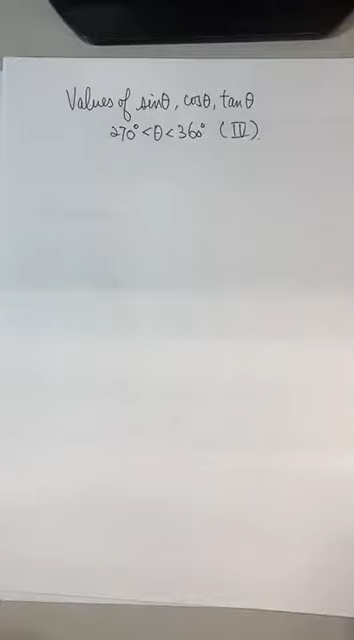 Values of sinθ, cosθ, tanθ
270° < θ < 360° (IV)